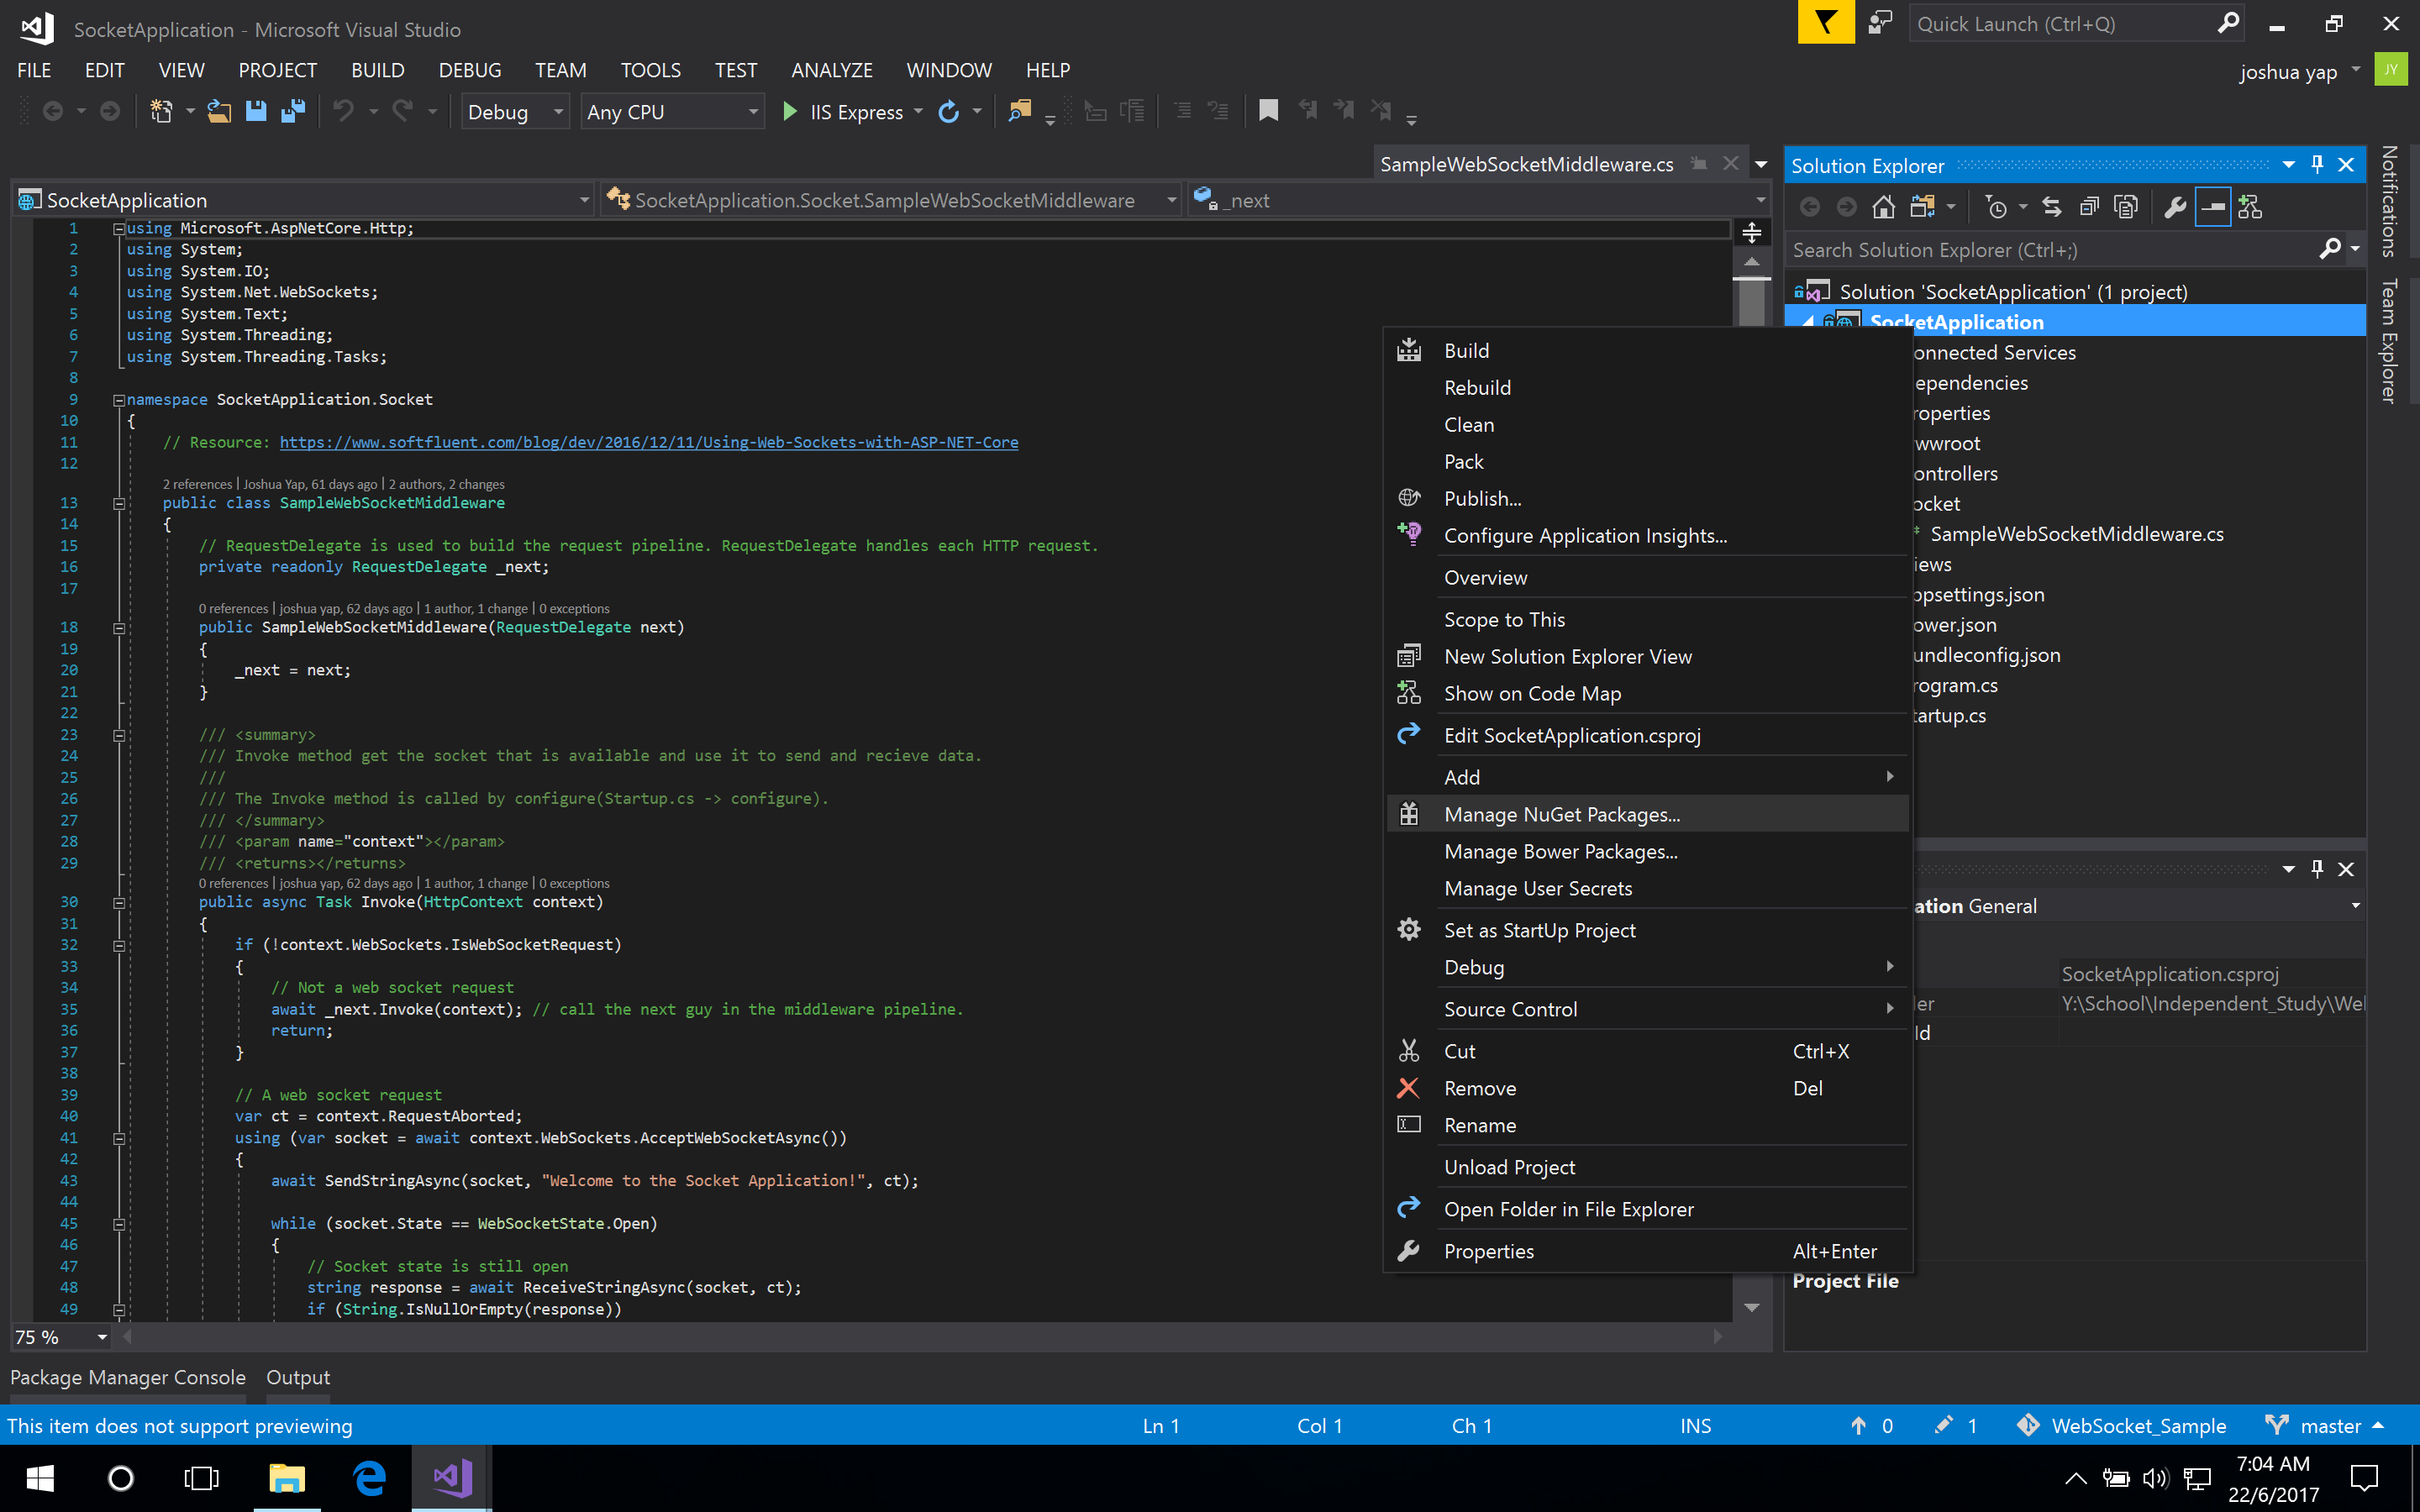 SocketApplication - Microsoft Visual Studio
Quick Launch (Ctrl+Q)
FILE EDIT VIEW PROJECT BUILD DEBUG TEAM TOOLS TEST ANALYZE WINDOW HELP
joshua yap JY
Debug Any CPU IIS Express
SampleWebSocketMiddleware.cs
SocketApplication SocketApplication.Socket.SampleWebSocketMiddleware _next
1 using Microsoft.AspNetCore.Http;
2 using System;
3 using System.IO;
4 using System.Net.WebSockets;
5 using System.Text;
6 using System.Threading;
7 using System.Threading.Tasks;
8
9 namespace SocketApplication.Socket
10 {
11 // Resource: https://www.softfluent.com/blog/dev/2016/12/11/Using-Web-Sockets-with-ASP-NET-Core
12
2 references | Joshua Yap, 61 days ago | 2 authors, 2 changes
13 public class SampleWebSocketMiddleware
14 {
15 // RequestDelegate is used to build the request pipeline. RequestDelegate handles each HTTP request.
16 private readonly RequestDelegate _next;
17
0 references | joshua yap, 62 days ago | 1 author, 1 change | 0 exceptions
18 public SampleWebSocketMiddleware(RequestDelegate next)
19 {
20 _next = next;
21 }
22
23 /// <summary>
24 /// Invoke method get the socket that is available and use it to send and recieve data.
25 ///
26 /// The Invoke method is called by configure(Startup.cs -> configure).
27 /// </summary>
28 /// <param name="context"></param>
29 /// <returns></returns>
0 references | joshua yap, 62 days ago | 1 author, 1 change | 0 exceptions
30 public async Task Invoke(HttpContext context)
31 {
32 if (!context.WebSockets.IsWebSocketRequest)
33 {
34 // Not a web socket request
35 await _next.Invoke(context); // call the next guy in the middleware pipeline.
36 return;
37 }
38
39 // A web socket request
40 var ct = context.RequestAborted;
41 using (var socket = await context.WebSockets.AcceptWebSocketAsync())
42 {
43 await SendStringAsync(socket, "Welcome to the Socket Application!", ct);
44
45 while (socket.State == WebSocketState.Open)
46 {
47 // Socket state is still open
48 string response = await ReceiveStringAsync(socket, ct);
49 if (String.IsNullOrEmpty(response))
75 %
Build
Rebuild
Clean
Pack
Publish...
Configure Application Insights...
Overview
Scope to This
New Solution Explorer View
Show on Code Map
Edit SocketApplication.csproj
Add
Manage NuGet Packages...
Manage Bower Packages...
Manage User Secrets
Set as StartUp Project
Debug
Source Control
Cut Ctrl+X
Remove Del
Rename
Unload Project
Open Folder in File Explorer
Properties Alt+Enter
Solution Explorer
Search Solution Explorer (Ctrl+;)
Solution 'SocketApplication' (1 project)
SocketApplication
onnected Services
ependencies
roperties
wwroot
ontrollers
ocket
SampleWebSocketMiddleware.cs
iews
ppsettings.json
ower.json
undleconfig.json
rogram.cs
tartup.cs
ation General
SocketApplication.csproj
der Y:\School\Independent_Study\Wel
ld
Project File
Notifications
Team Explorer
Package Manager Console Output
This item does not support previewing Ln 1 Col 1 Ch 1 INS 0 1 WebSocket_Sample master
7:04 AM
22/6/2017